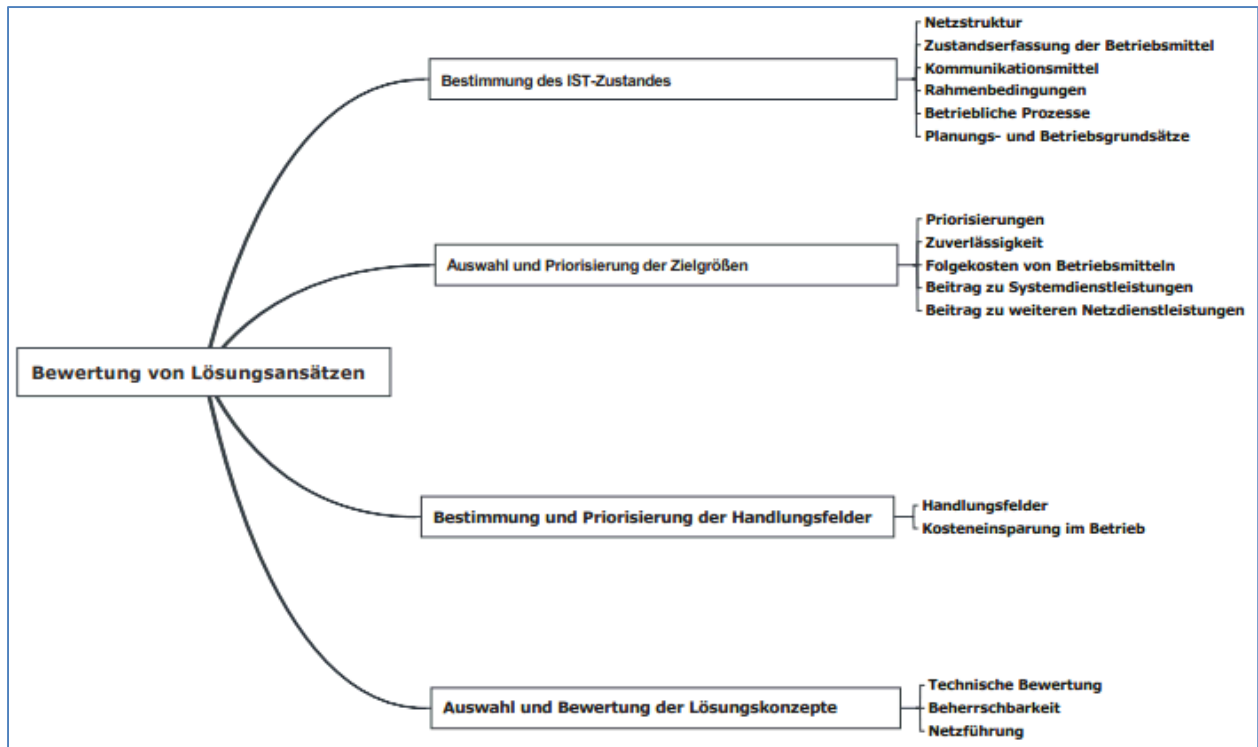 Bewertung von Lösungsansätzen
Bestimmung des IST-Zustandes
Netzstruktur
Zustandserfassung der Betriebsmittel
Kommunikationsmittel
Rahmenbedingungen
Betriebliche Prozesse
Planungs- und Betriebsgrundsätze
Auswahl und Priorisierung der Zielgrößen
Priorisierungen
Zuverlässigkeit
Folgekosten von Betriebsmitteln
Beitrag zu Systemdienstleistungen
Beitrag zu weiteren Netzdienstleistungen
Bestimmung und Priorisierung der Handlungsfelder
Handlungsfelder
Kosteneinsparung im Betrieb
Auswahl und Bewertung der Lösungskonzepte
Technische Bewertung
Beherrschbarkeit
Netzführung